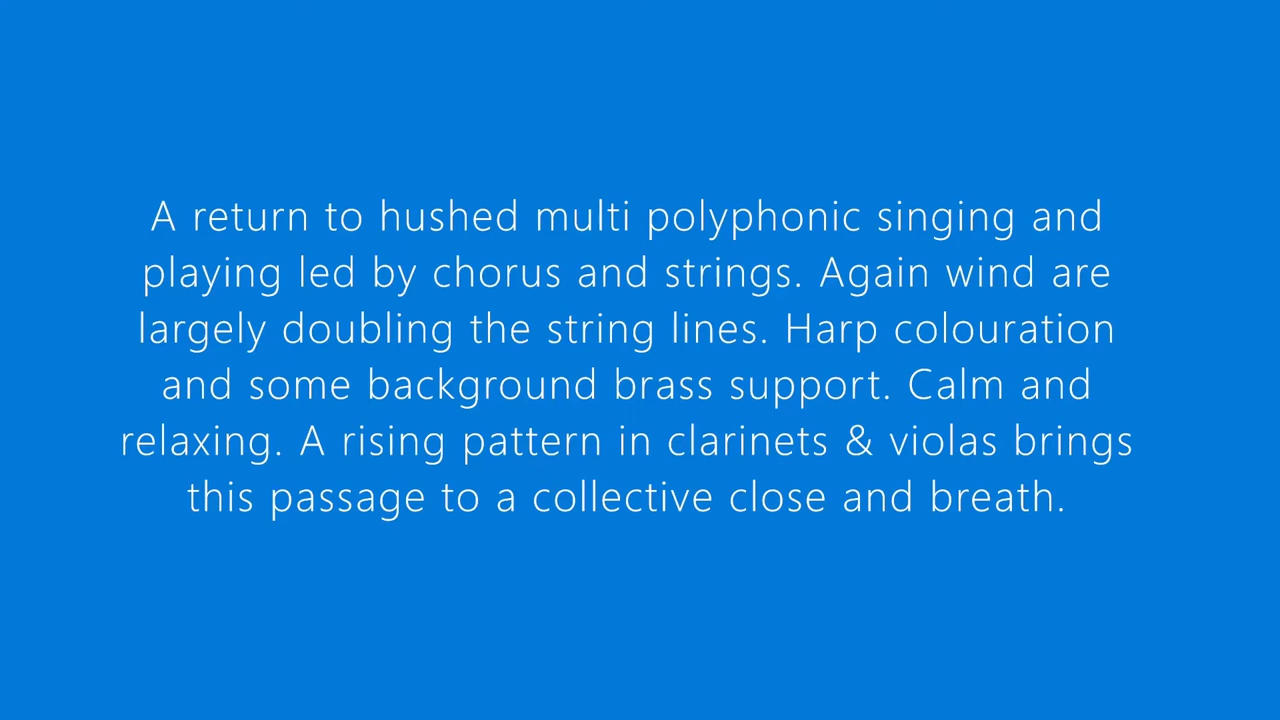 A return to hushed multi polyphonic singing and
playing led by chorus and strings. Again wind are
largely doubling the string lines. Harp colouration
and some background brass support. Calm and
relaxing. A rising pattern in clarinets & violas brings
this passage to a collective close and breath.